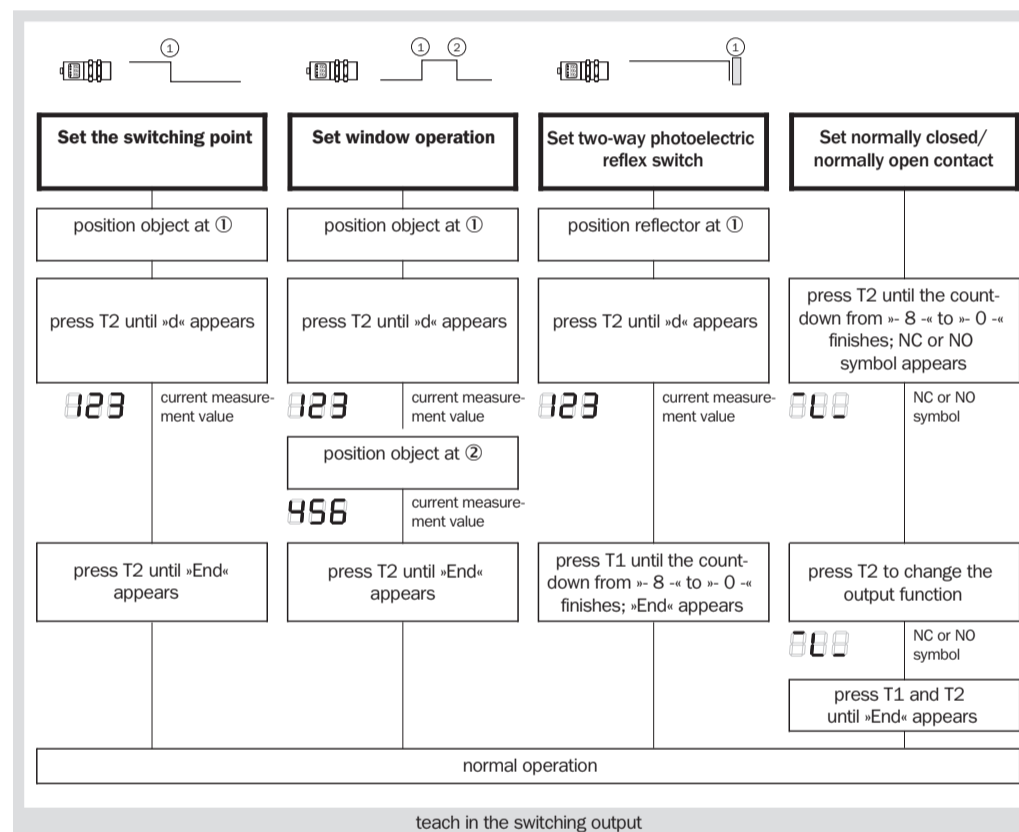 ①
① ②
①
Set the switching point
position object at ①
press T2 until »d« appears
123
current measure-
ment value
press T2 until »End«
appears
Set window operation
position object at ①
press T2 until »d« appears
123
current measure-
ment value
position object at ②
456
current measure-
ment value
press T2 until »End«
appears
Set two-way photoelectric
reflex switch
position reflector at ①
press T2 until »d« appears
123
current measure-
ment value
press T1 until the count-
down from »- 8 -« to »- 0 -«
finishes; »End« appears
Set normally closed/
normally open contact
press T2 until the count-
down from »- 8 -« to »- 0 -«
finishes; NC or NO
symbol appears
NC or NO
symbol
press T2 to change the
output function
NC or NO
symbol
press T1 and T2
until »End« appears
normal operation
teach in the switching output